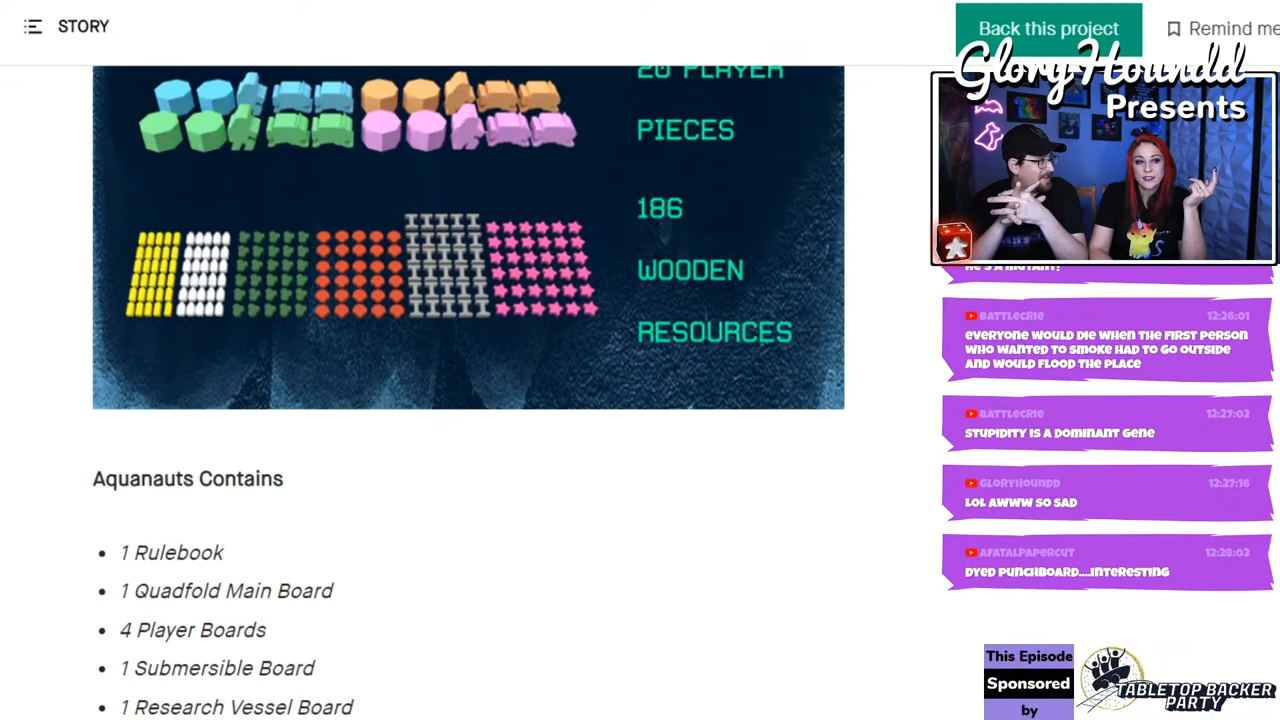 STORY
Back this project
Remind me
GloryHoundd
Presents
20 PLAYER
PIECES
186
WOODEN
RESOURCES
Aquanauts Contains
• 1 Rulebook
• 1 Quadfold Main Board
• 4 Player Boards
• 1 Submersible Board
• 1 Research Vessel Board
He's a mutant?
BATTLECRIE 12:26:01
everyone would die when the first person
who wanted to smoke had to go outside
and would flood the place
BATTLECRIE 12:27:02
Stupidity is a dominant gene
GLORYHOUNDD 12:27:16
LOL awww so sad
AFATALPAPERCUT 12:28:03
Dyed punchboard....interesting
This Episode
Sponsored
by
TABLETOP BACKER
PARTY